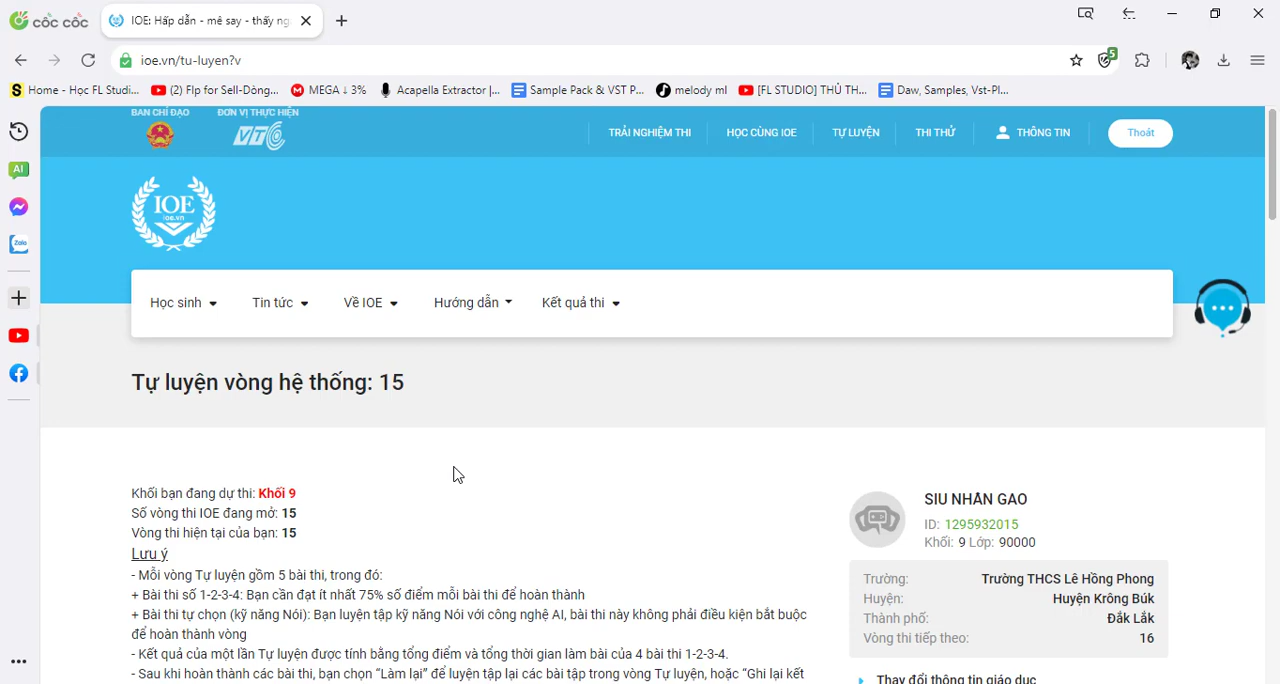 cốc cốc
IOE: Hấp dẫn - mê say - thấy ng
ioe.vn/tu-luyen?v
5
Home - Học FL Studi...
(2) Flp for Sell-Dòng...
MEGA ↓ 3%
Acapella Extractor |...
Sample Pack & VST P...
melody ml
[FL STUDIO] THỦ TH...
Daw, Samples, Vst-Pl...
BAN CHỈ ĐẠO
ĐƠN VỊ THỰC HIỆN
VTC
TRẢI NGHIỆM THI
HỌC CÙNG IOE
TỰ LUYỆN
THI THỬ
THÔNG TIN
Thoát
AI
Zalo
IOE
ioe.vn
Học sinh
Tin tức
Về IOE
Hướng dẫn
Kết quả thi
Tự luyện vòng hệ thống: 15
Khối bạn đang dự thi: Khối 9
Số vòng thi IOE đang mở: 15
Vòng thi hiện tại của bạn: 15
Lưu ý
- Mỗi vòng Tự luyện gồm 5 bài thi, trong đó:
+ Bài thi số 1-2-3-4: Bạn cần đạt ít nhất 75% số điểm mỗi bài thi để hoàn thành
+ Bài thi tự chọn (kỹ năng Nói): Bạn luyện tập kỹ năng Nói với công nghệ AI, bài thi này không phải điều kiện bắt buộc
để hoàn thành vòng
- Kết quả của một lần Tự luyện được tính bằng tổng điểm và tổng thời gian làm bài của 4 bài thi 1-2-3-4.
- Sau khi hoàn thành các bài thi, bạn chọn “Làm lại” để luyện tập lại các bài tập trong vòng Tự luyện, hoặc “Ghi lại kết
SIU NHÂN GAO
ID: 1295932015
Khối: 9 Lớp: 90000
Trường: Trường THCS Lê Hồng Phong
Huyện: Huyện Krông Búk
Thành phố: Đắk Lắk
Vòng thi tiếp theo: 16
Thay đổi thông tin giáo dục